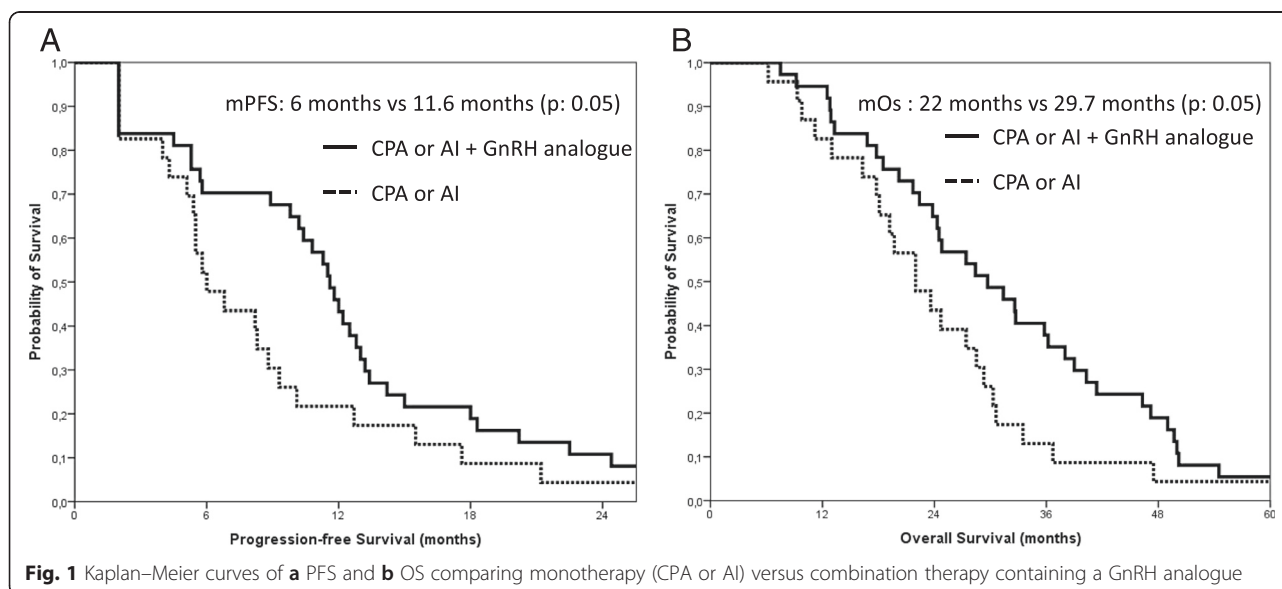 A
mPFS: 6 months vs 11.6 months (p: 0.05)
CPA or AI + GnRH analogue
CPA or AI
Probability of Survival
1,0
0,9
0,8
0,7
0,6
0,5
0,4
0,3
0,2
0,1
0,0
0 6 12 18 24
Progression-free Survival (months)
B
mOs : 22 months vs 29.7 months (p: 0.05)
CPA or AI + GnRH analogue
CPA or AI
Probability of Survival
1,0
0,9
0,8
0,7
0,6
0,5
0,4
0,3
0,2
0,1
0,0
0 12 24 36 48 60
Overall Survival (months)
Fig. 1 Kaplan–Meier curves of a PFS and b OS comparing monotherapy (CPA or AI) versus combination therapy containing a GnRH analogue